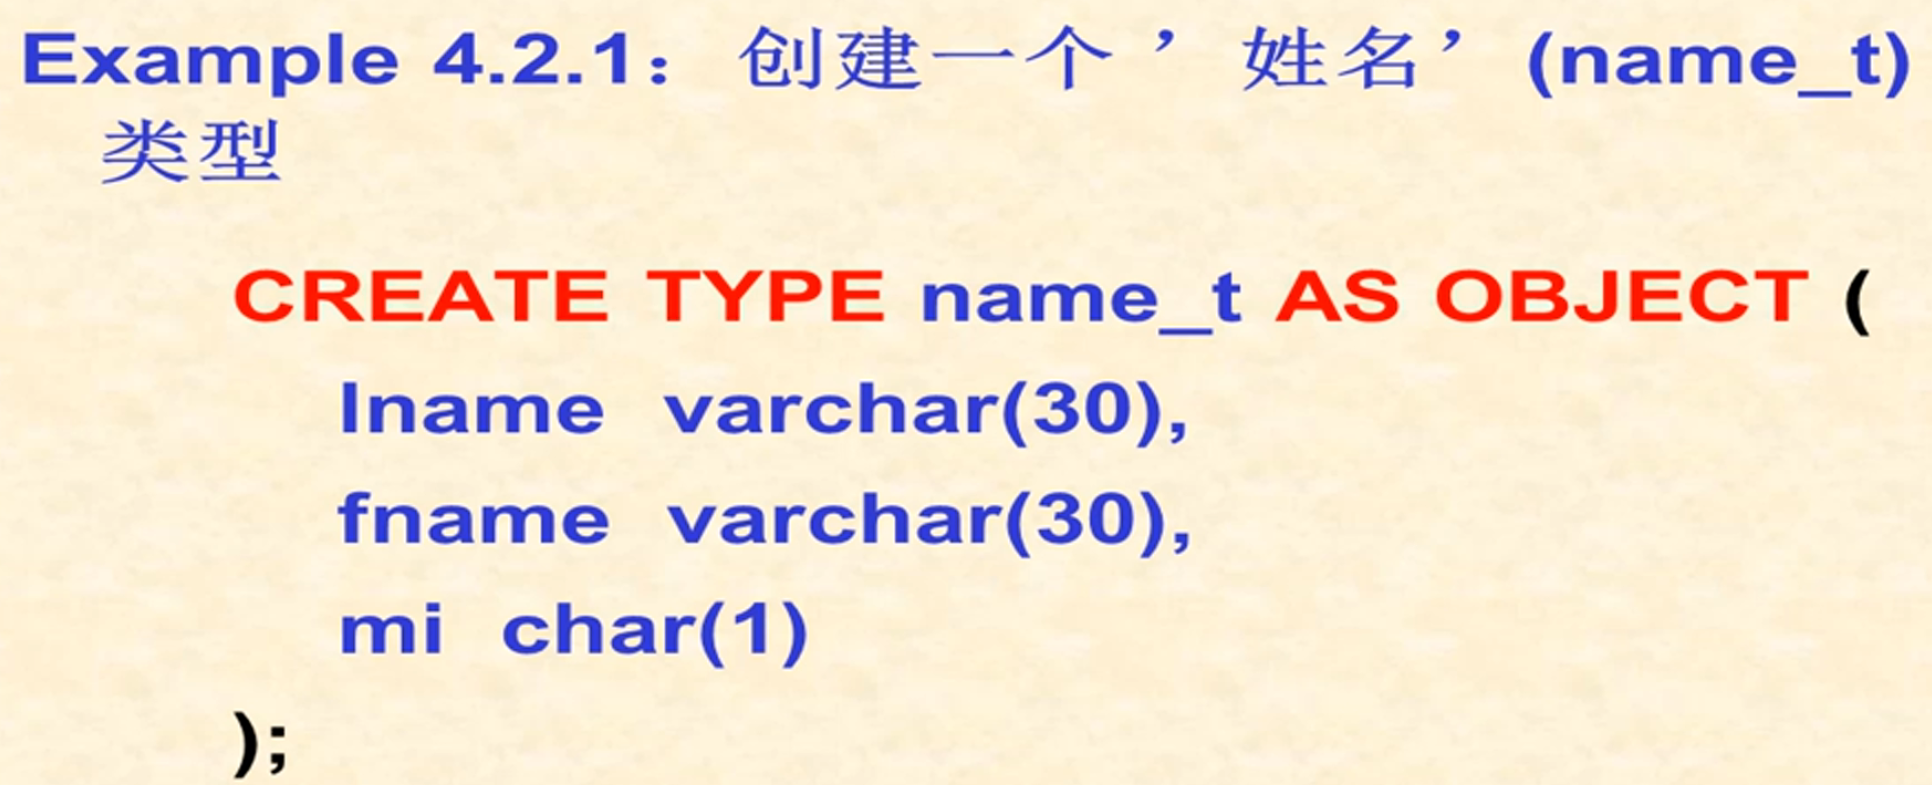 Example 4.2.1：创建一个 ’姓名’ (name_t)
类型
CREATE TYPE name_t AS OBJECT (
lname varchar(30),
fname varchar(30),
mi char(1)
);